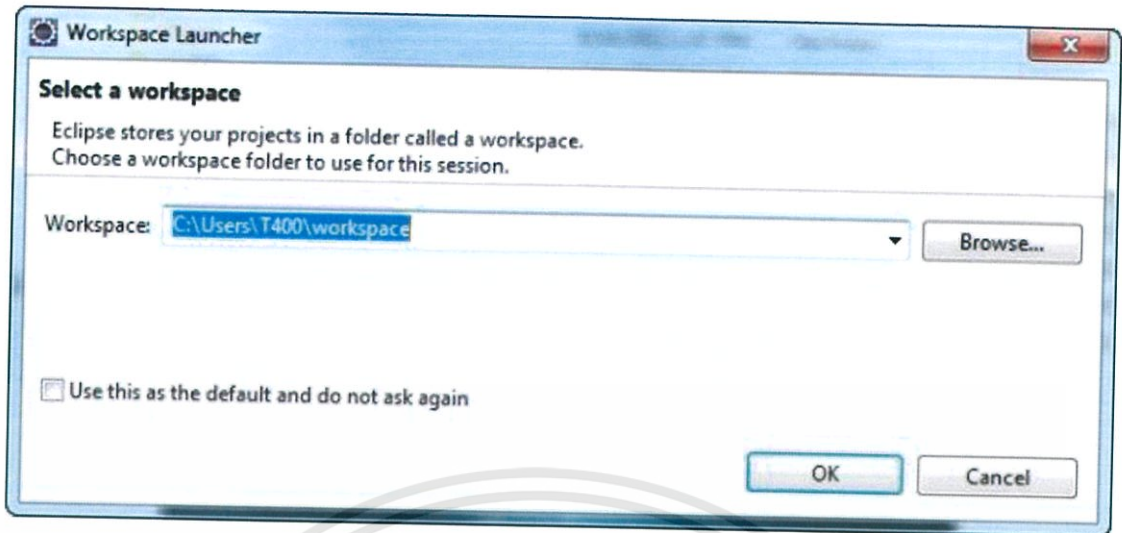 Workspace Launcher
Select a workspace
Eclipse stores your projects in a folder called a workspace.
Choose a workspace folder to use for this session.
Workspace: C:\Users\T400\workspace Browse...
Use this as the default and do not ask again
OK Cancel